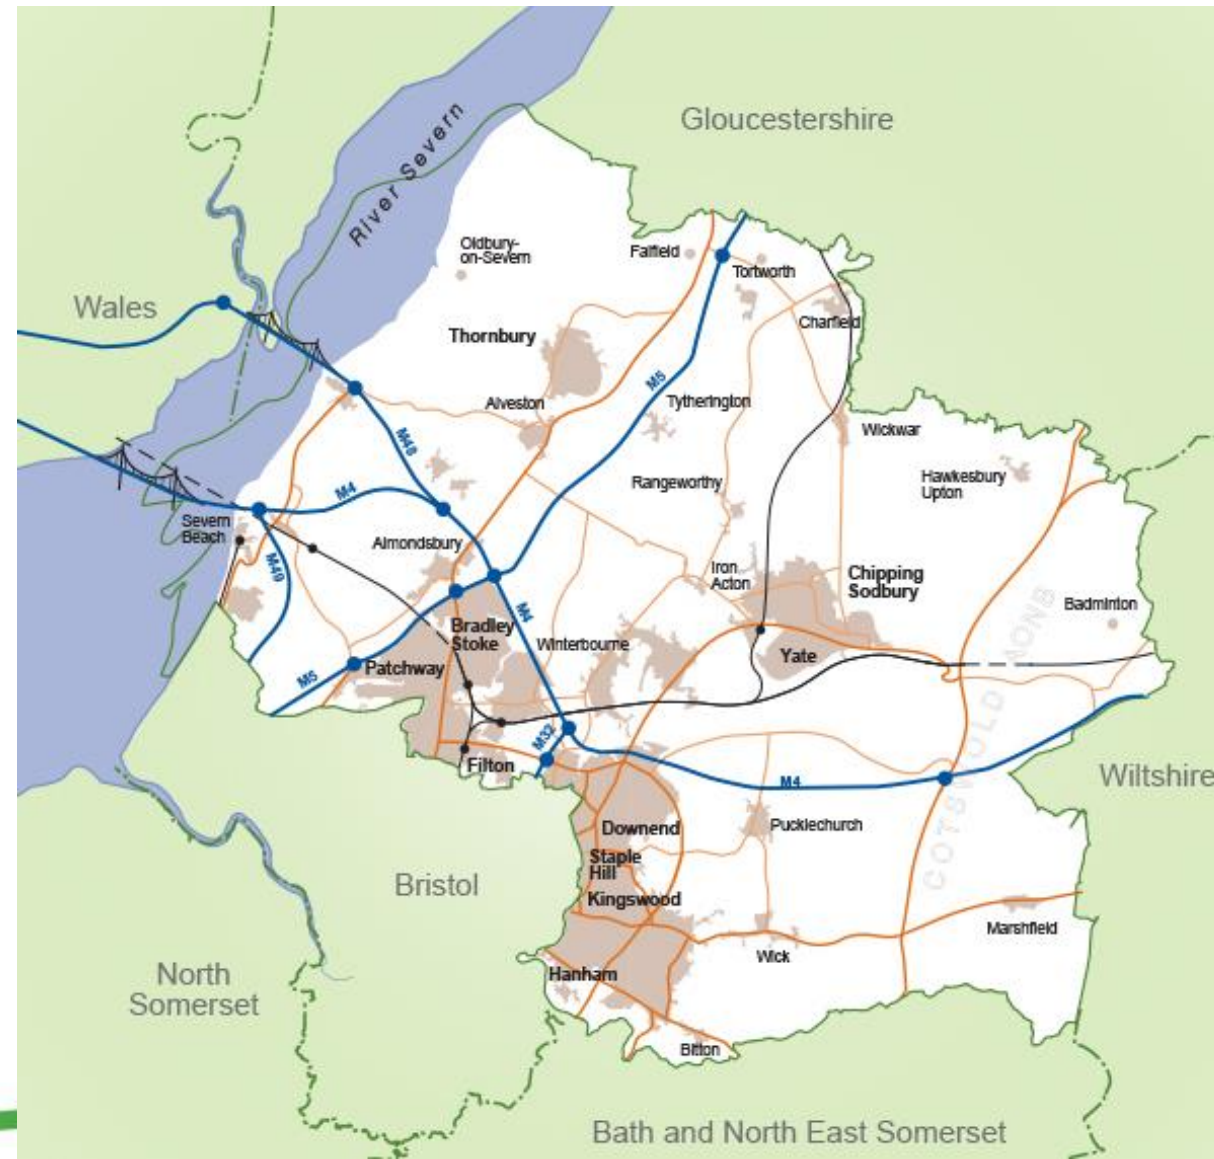 Gloucestershire
River Severn
Oldbury-
on-Severn
Falfield
Tortworth
Wales
Charfield
Thornbury
M5
Alveston
Tytherington
Wickwar
M48
Hawkesbury
Upton
Rangeworthy
M4
Severn
Beach
Almondsbury
M49
Iron
Acton
Chipping
Sodbury
Badminton
M4
Bradley
Stoke
Winterbourne
Yate
Patchway
M5
COTSWOLD AONB
M32
Filton
M4
Wiltshire
Downend
Pucklechurch
Staple
Hill
Bristol
Kingswood
Marshfield
Wick
North
Somerset
Hanham
Bitton
Bath and North East Somerset